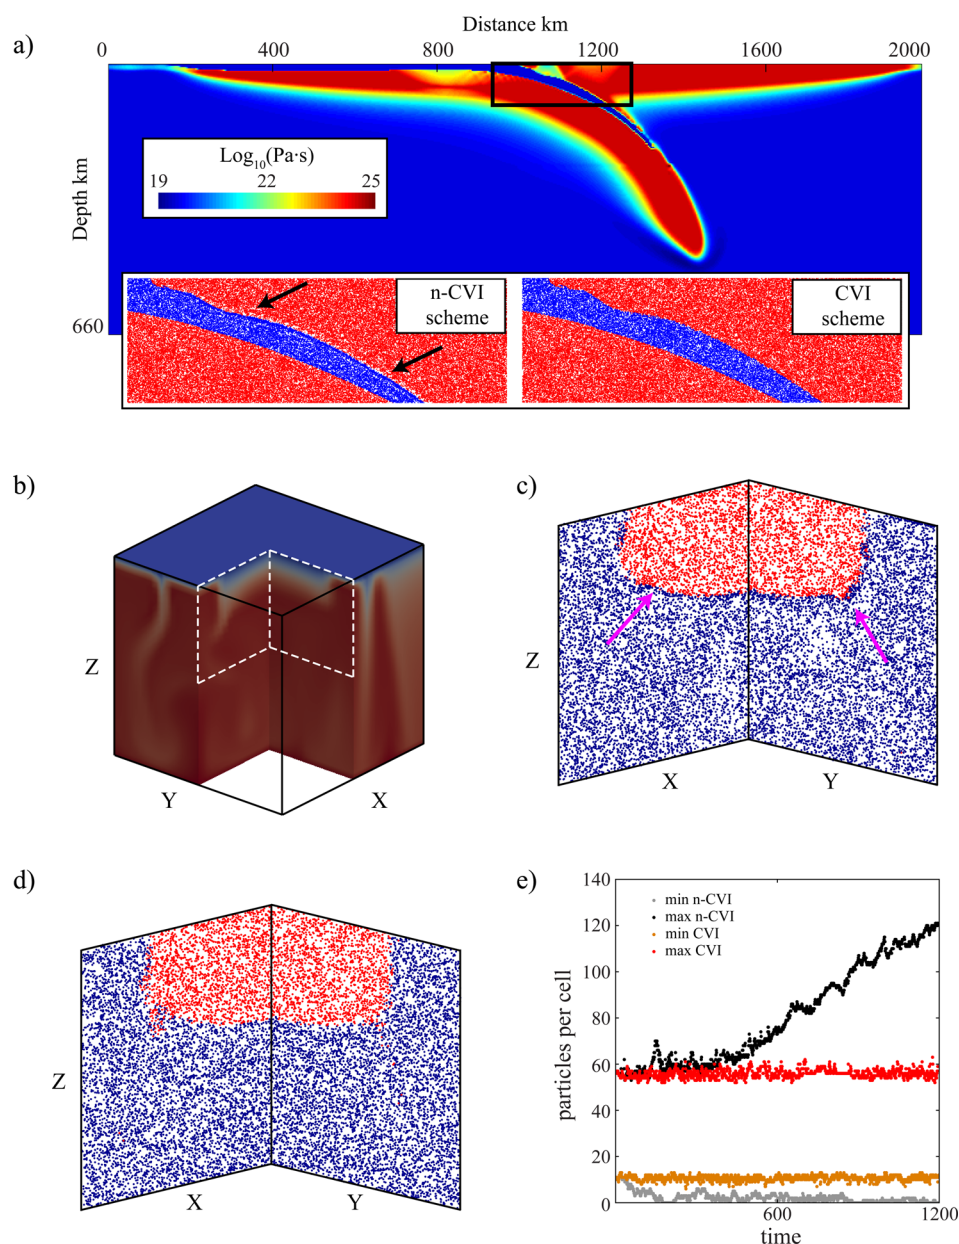 a)
Distance km
0 400 800 1200 1600 2000
Depth km
660
Log10(Pa·s)
19 22 25
n-CVI
scheme
CVI
scheme
b)
Z
Y X
c)
Z
X Y
d)
Z
X Y
e)
particles per cell
140
120
100
80
60
40
20
0
min n-CVI
max n-CVI
min CVI
max CVI
600 1200
time